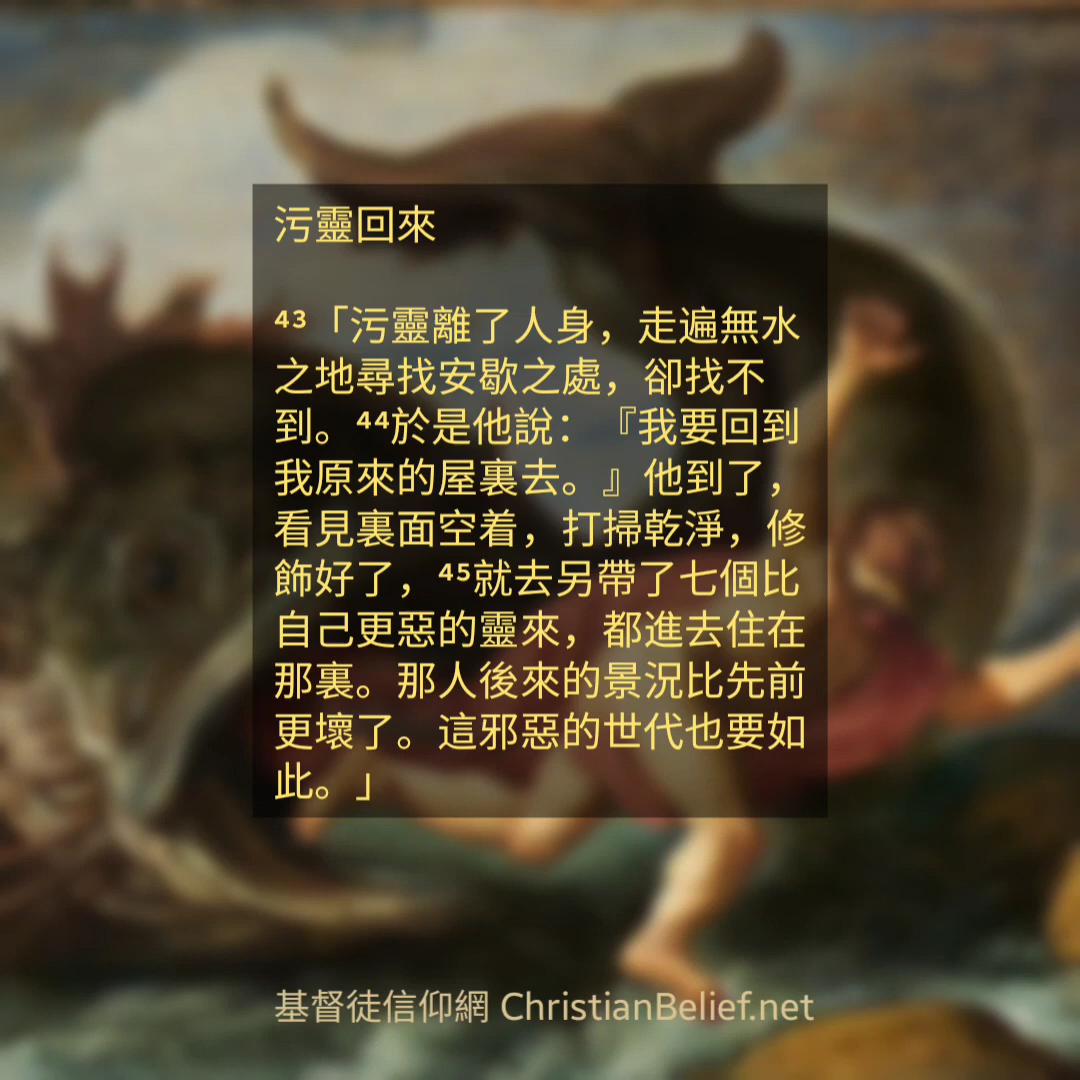 污靈回來
⁴³「污靈離了人身，走遍無水
之地尋找安歇之處，卻找不
到。⁴⁴於是他說：『我要回到
我原來的屋裏去。』他到了，
看見裏面空着，打掃乾淨，修
飾好了，⁴⁵就去另帶了七個比
自己更惡的靈來，都進去住在
那裏。那人後來的景況比先前
更壞了。這邪惡的世代也要如
此。」
基督徒信仰網 ChristianBelief.net